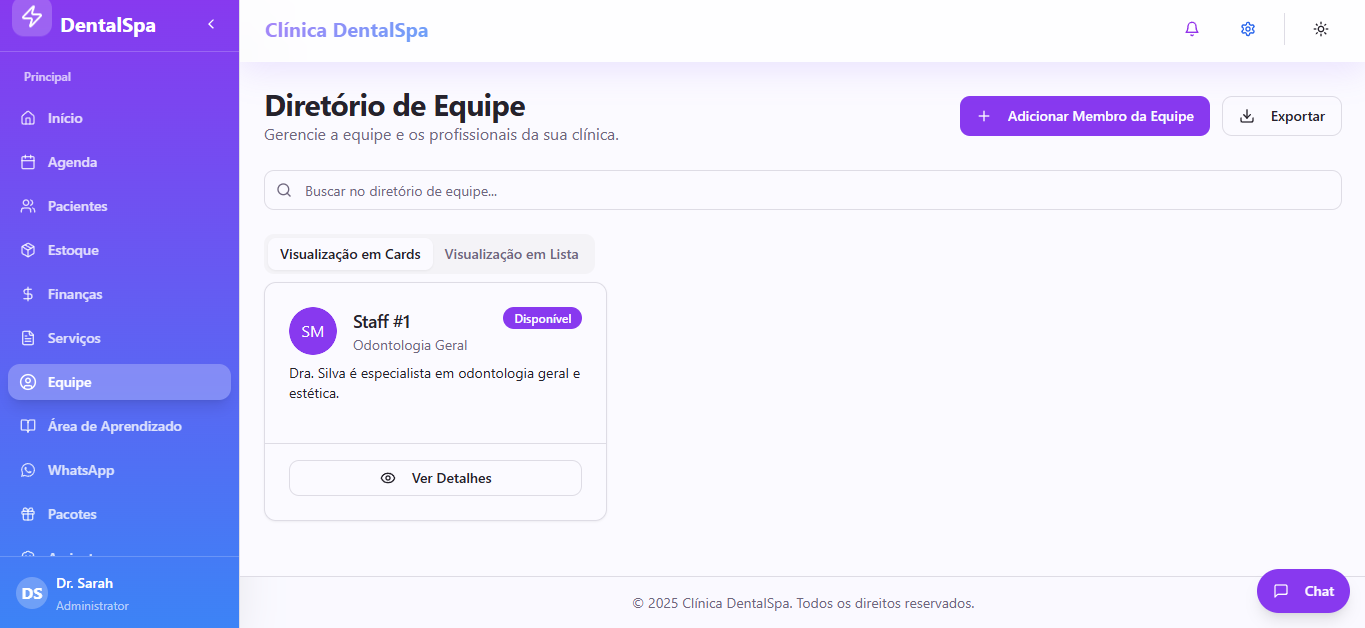 DentalSpa
Principal
Início
Agenda
Pacientes
Estoque
Finanças
Serviços
Equipe
Área de Aprendizado
WhatsApp
Pacotes
DS
Dr. Sarah
Administrator
Clínica DentalSpa
Diretório de Equipe
Gerencie a equipe e os profissionais da sua clínica.
Adicionar Membro da Equipe
Exportar
Buscar no diretório de equipe...
Visualização em Cards
Visualização em Lista
SM
Staff #1
Disponível
Odontologia Geral
Dra. Silva é especialista em odontologia geral e
estética.
Ver Detalhes
© 2025 Clínica DentalSpa. Todos os direitos reservados.
Chat